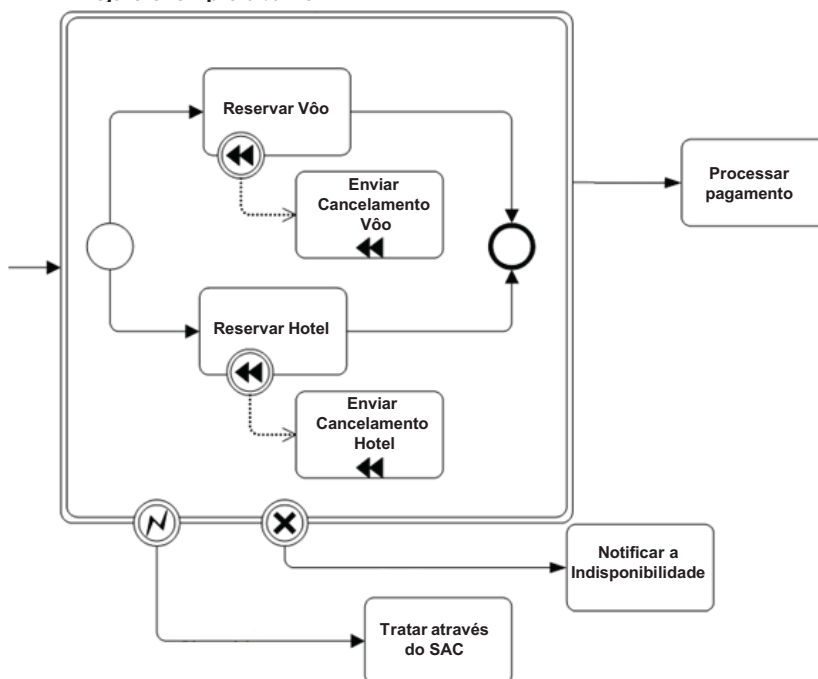 Reservar Vôo
Enviar
Cancelamento
Vôo
Processar
pagamento
Reservar Hotel
Enviar
Cancelamento
Hotel
Notificar a
Indisponibilidade
Tratar através
do SAC